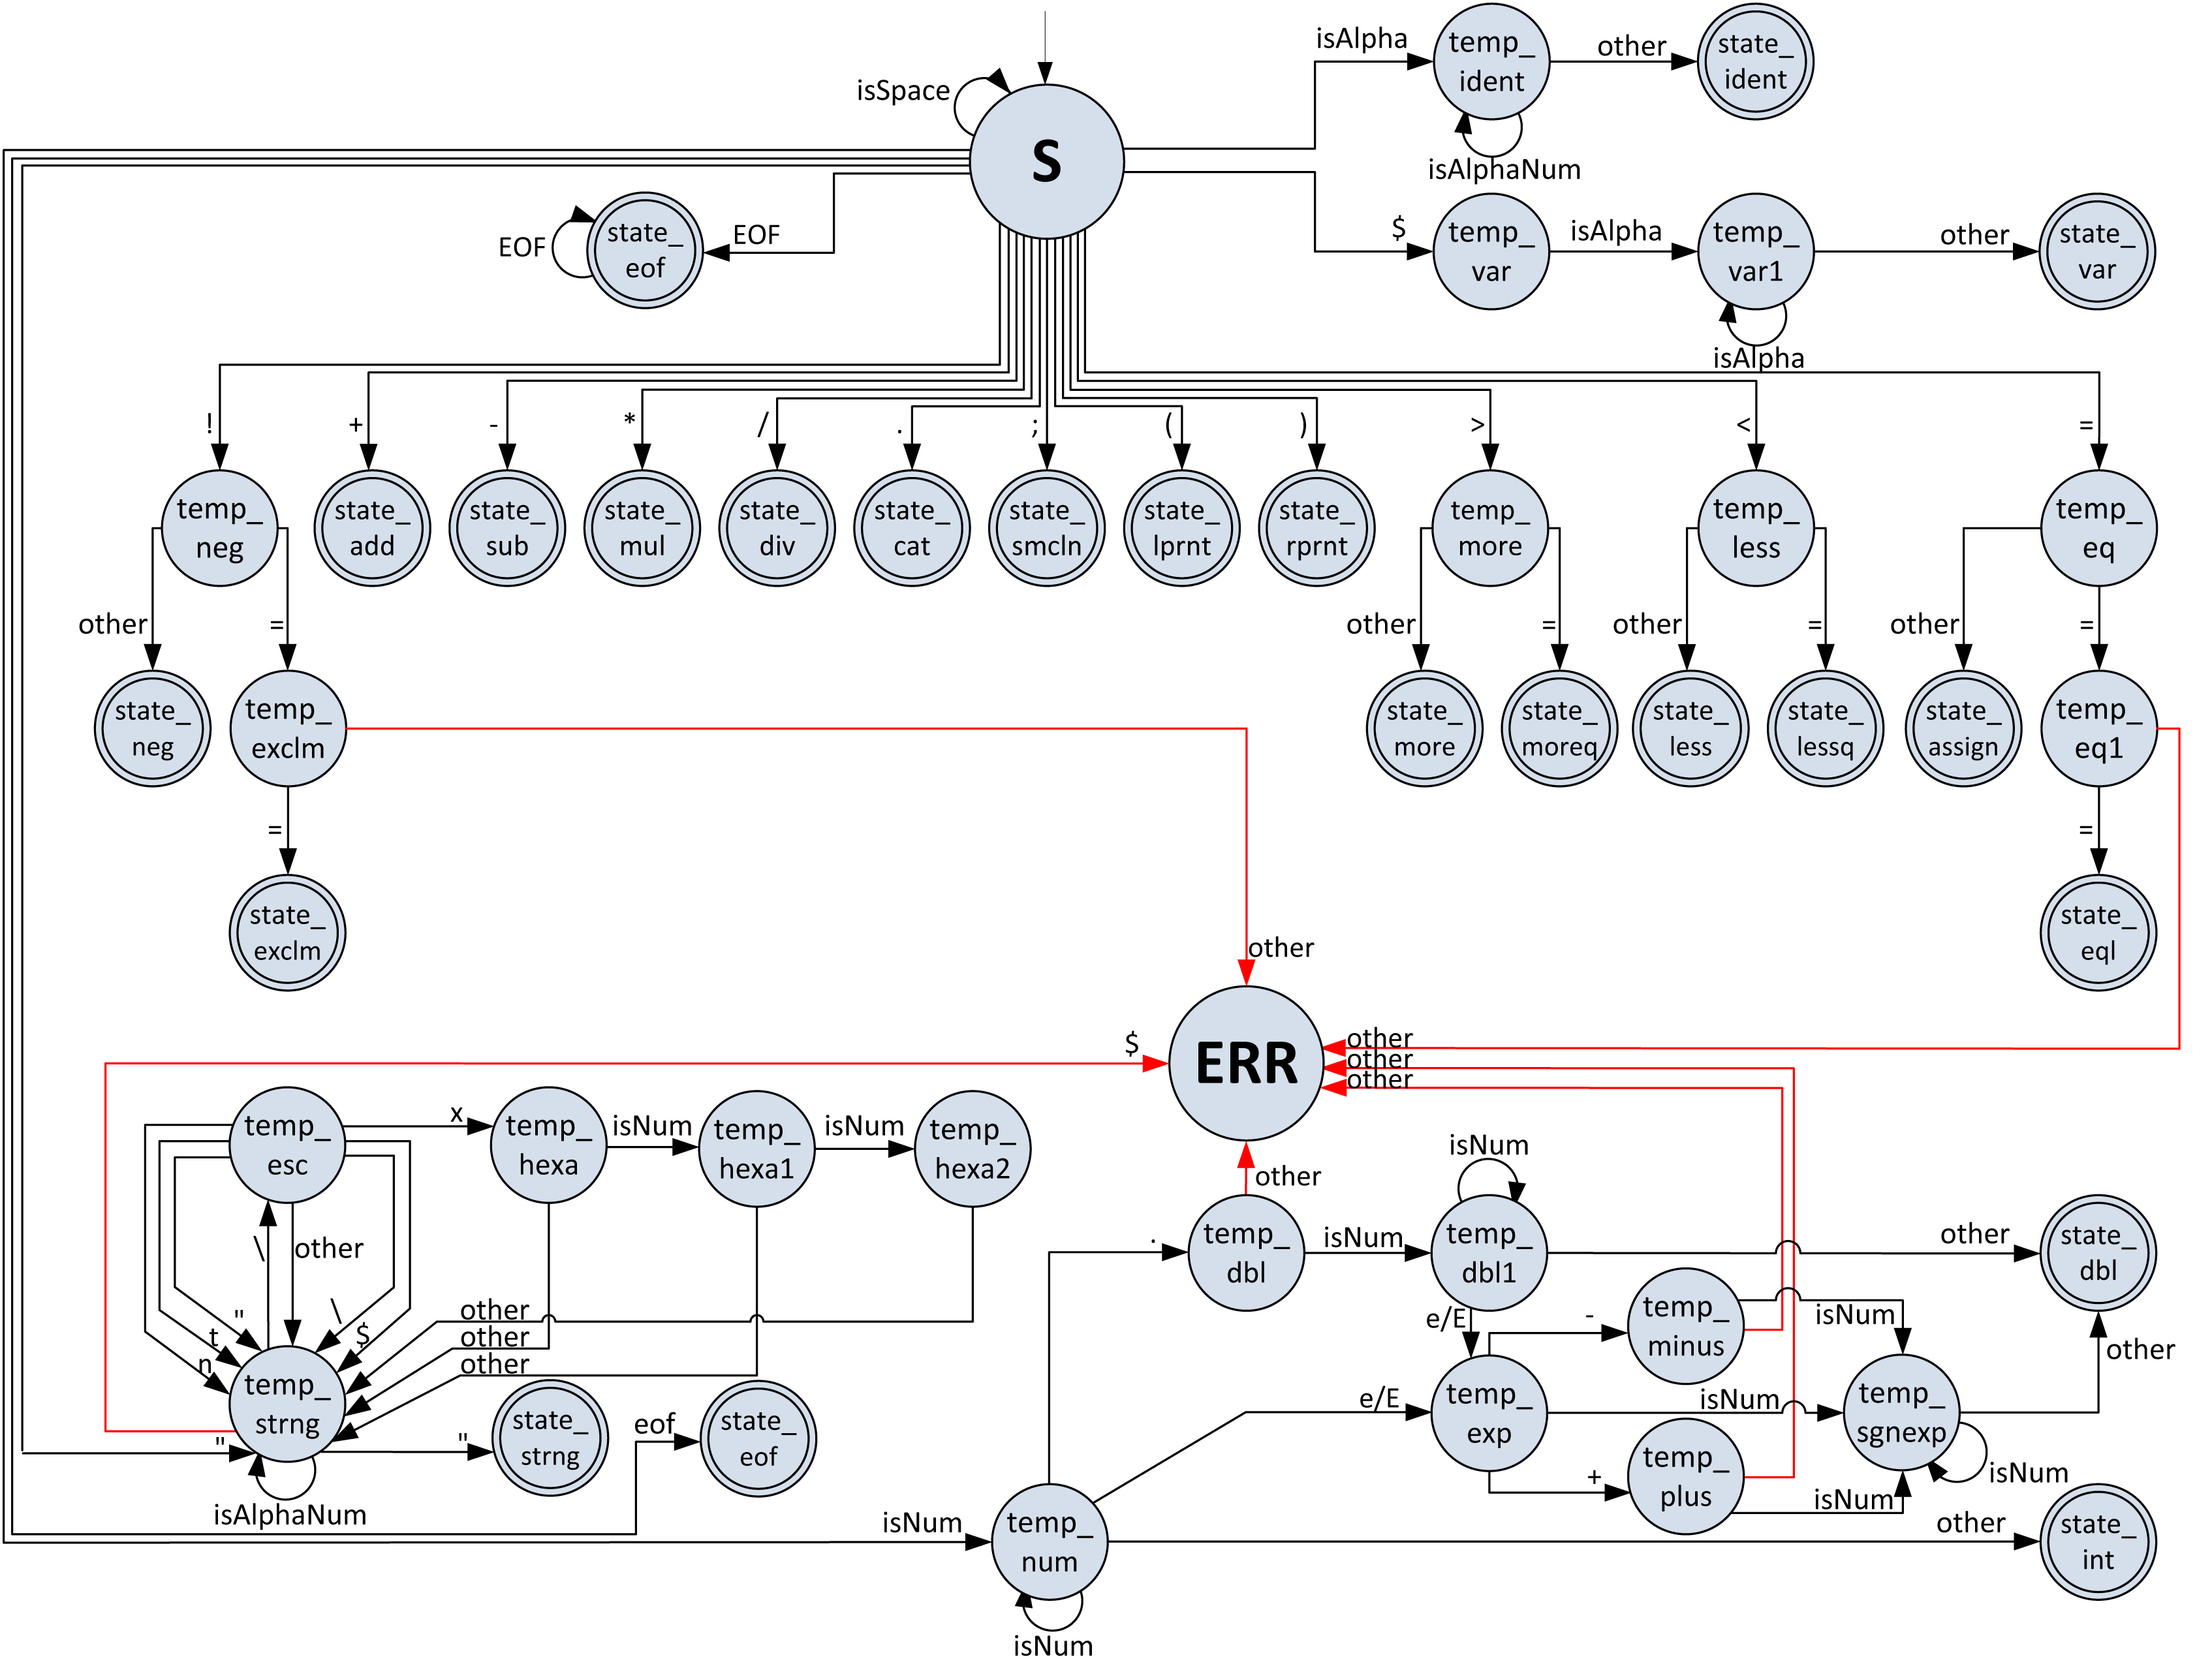 isSpace
S
isAlpha
temp_
ident
isAlphaNum
other
state_
ident
EOF
state_
eof
EOF
$
temp_
var
isAlpha
temp_
var1
isAlpha
other
state_
var
!
+
-
*
/
.
;
(
)
>
<
=
temp_
neg
state_
add
state_
sub
state_
mul
state_
div
state_
cat
state_
smcln
state_
lprnt
state_
rprnt
temp_
more
temp_
less
temp_
eq
other
=
other
=
other
=
other
=
state_
neg
temp_
exclm
state_
more
state_
moreq
state_
less
state_
lessq
state_
assign
temp_
eq1
=
=
state_
exclm
state_
eql
other
$
ERR
other
other
other
other
temp_
esc
x
temp_
hexa
isNum
temp_
hexa1
isNum
temp_
hexa2
\
other
"
t
n
\
$
other
other
other
temp_
strng
"
isAlphaNum
"
state_
strng
eof
state_
eof
.
temp_
dbl
isNum
isNum
temp_
dbl1
other
state_
dbl
e/E
-
temp_
minus
isNum
e/E
temp_
exp
isNum
temp_
sgnexp
other
isNum
+
temp_
plus
isNum
isNum
temp_
num
isNum
other
state_
int